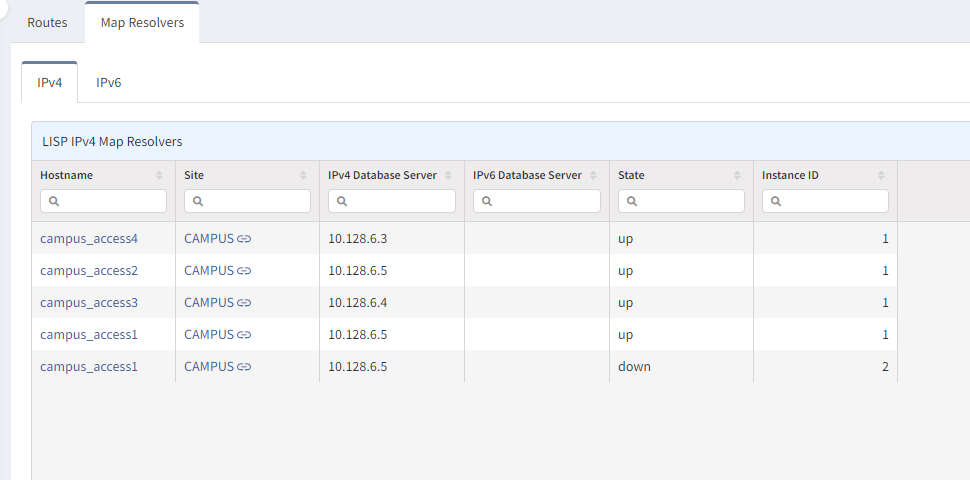 Routes Map Resolvers
IPv4 IPv6
LISP IPv4 Map Resolvers
Hostname Site IPv4 Database Server IPv6 Database Server State Instance ID
campus_access4 CAMPUS 10.128.6.3 up 1
campus_access2 CAMPUS 10.128.6.5 up 1
campus_access3 CAMPUS 10.128.6.4 up 1
campus_access1 CAMPUS 10.128.6.5 up 1
campus_access1 CAMPUS 10.128.6.5 down 2